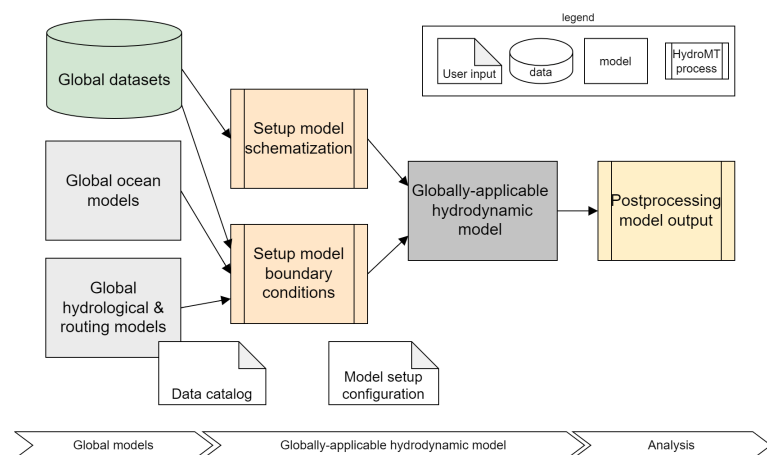 legend
User input
data
model
HydroMT
process
Global datasets
Setup model
schematization
Global ocean
models
Globally-applicable
hydrodynamic
model
Postprocessing
model output
Setup model
boundary
conditions
Global
hydrological &
routing models
Data catalog
Model setup
configuration
Global models
Globally-applicable hydrodynamic model
Analysis